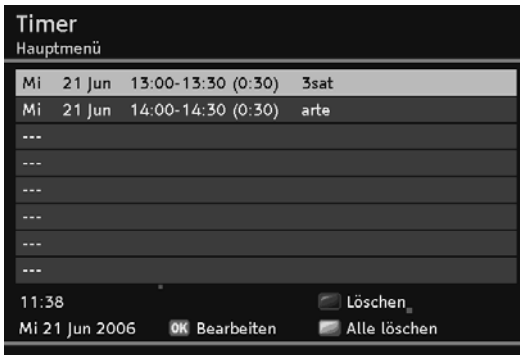 Timer
Hauptmenü
Mi 21 Jun 13:00-13:30 (0:30) 3sat
Mi 21 Jun 14:00-14:30 (0:30) arte
---
---
---
---
---
---
11:38 Löschen
Mi 21 Jun 2006 OK Bearbeiten Alle löschen